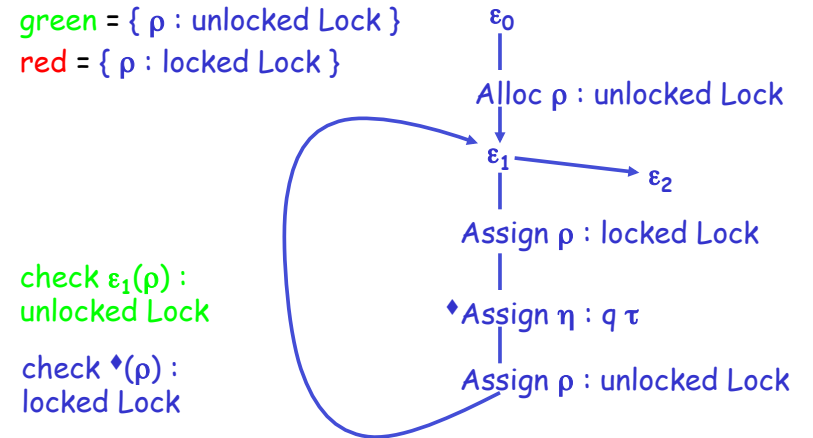 green = { ρ : unlocked Lock }
red = { ρ : locked Lock }
ε₀
Alloc ρ : unlocked Lock
ε₁
ε₂
Assign ρ : locked Lock
check ε₁(ρ) :
unlocked Lock
♦Assign η : q τ
check ♦(ρ) :
locked Lock
Assign ρ : unlocked Lock